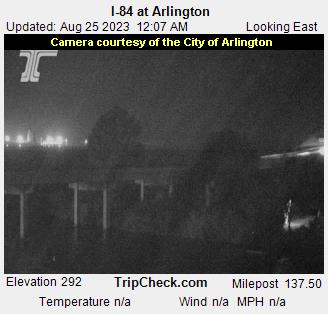 I-84 at Arlington
Updated: Aug 25 2023 12:07 AM Looking East
Camera courtesy of the City of Arlington
Elevation 292 TripCheck.com Milepost 137.50
Temperature n/a Wind n/a MPH n/a